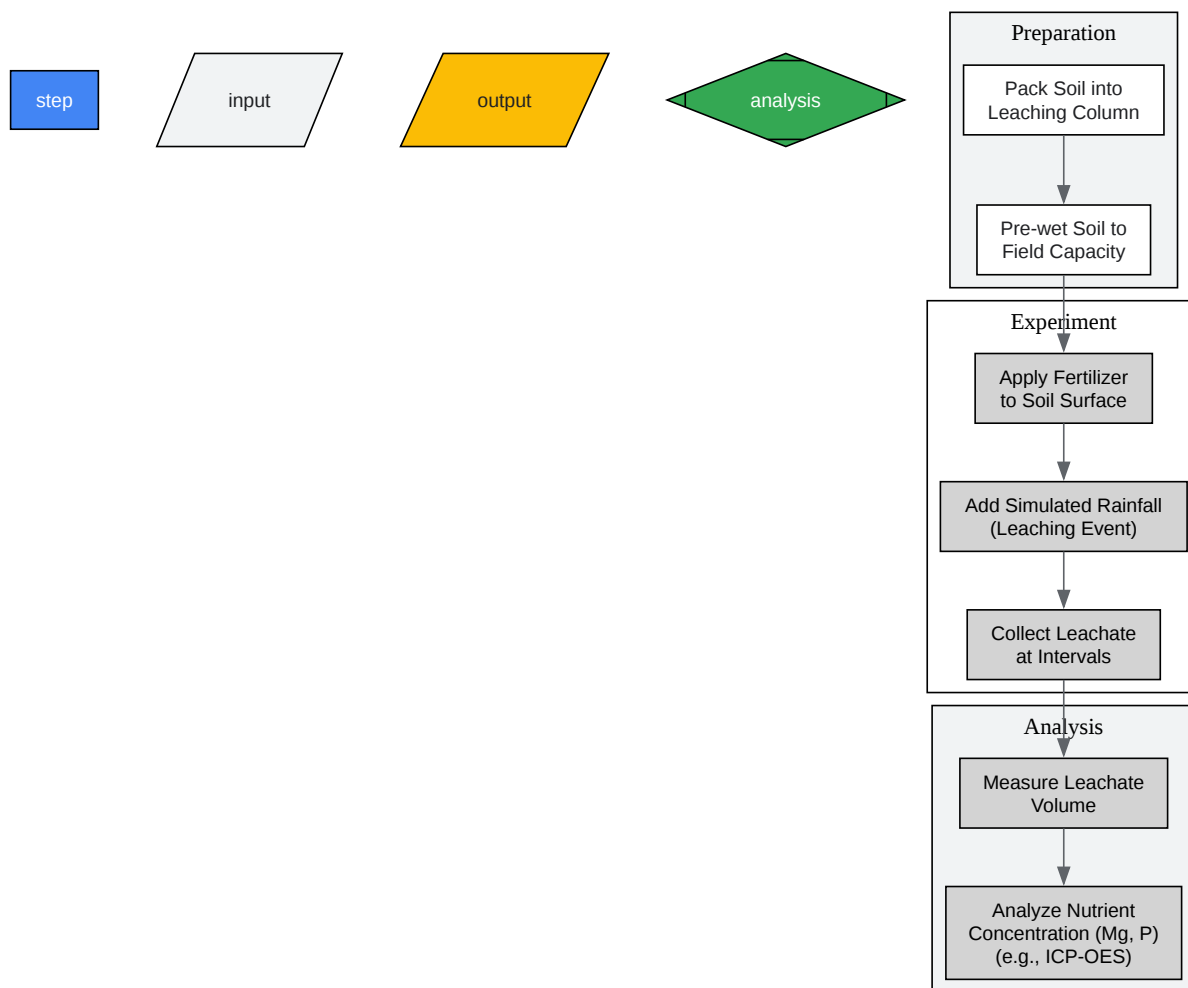 step
input
output
analysis
Preparation
Pack Soil into
Leaching Column
Pre-wet Soil to
Field Capacity
Experiment
Apply Fertilizer
to Soil Surface
Add Simulated Rainfall
(Leaching Event)
Collect Leachate
at Intervals
Analysis
Measure Leachate
Volume
Analyze Nutrient
Concentration (Mg, P)
(e.g., ICP-OES)